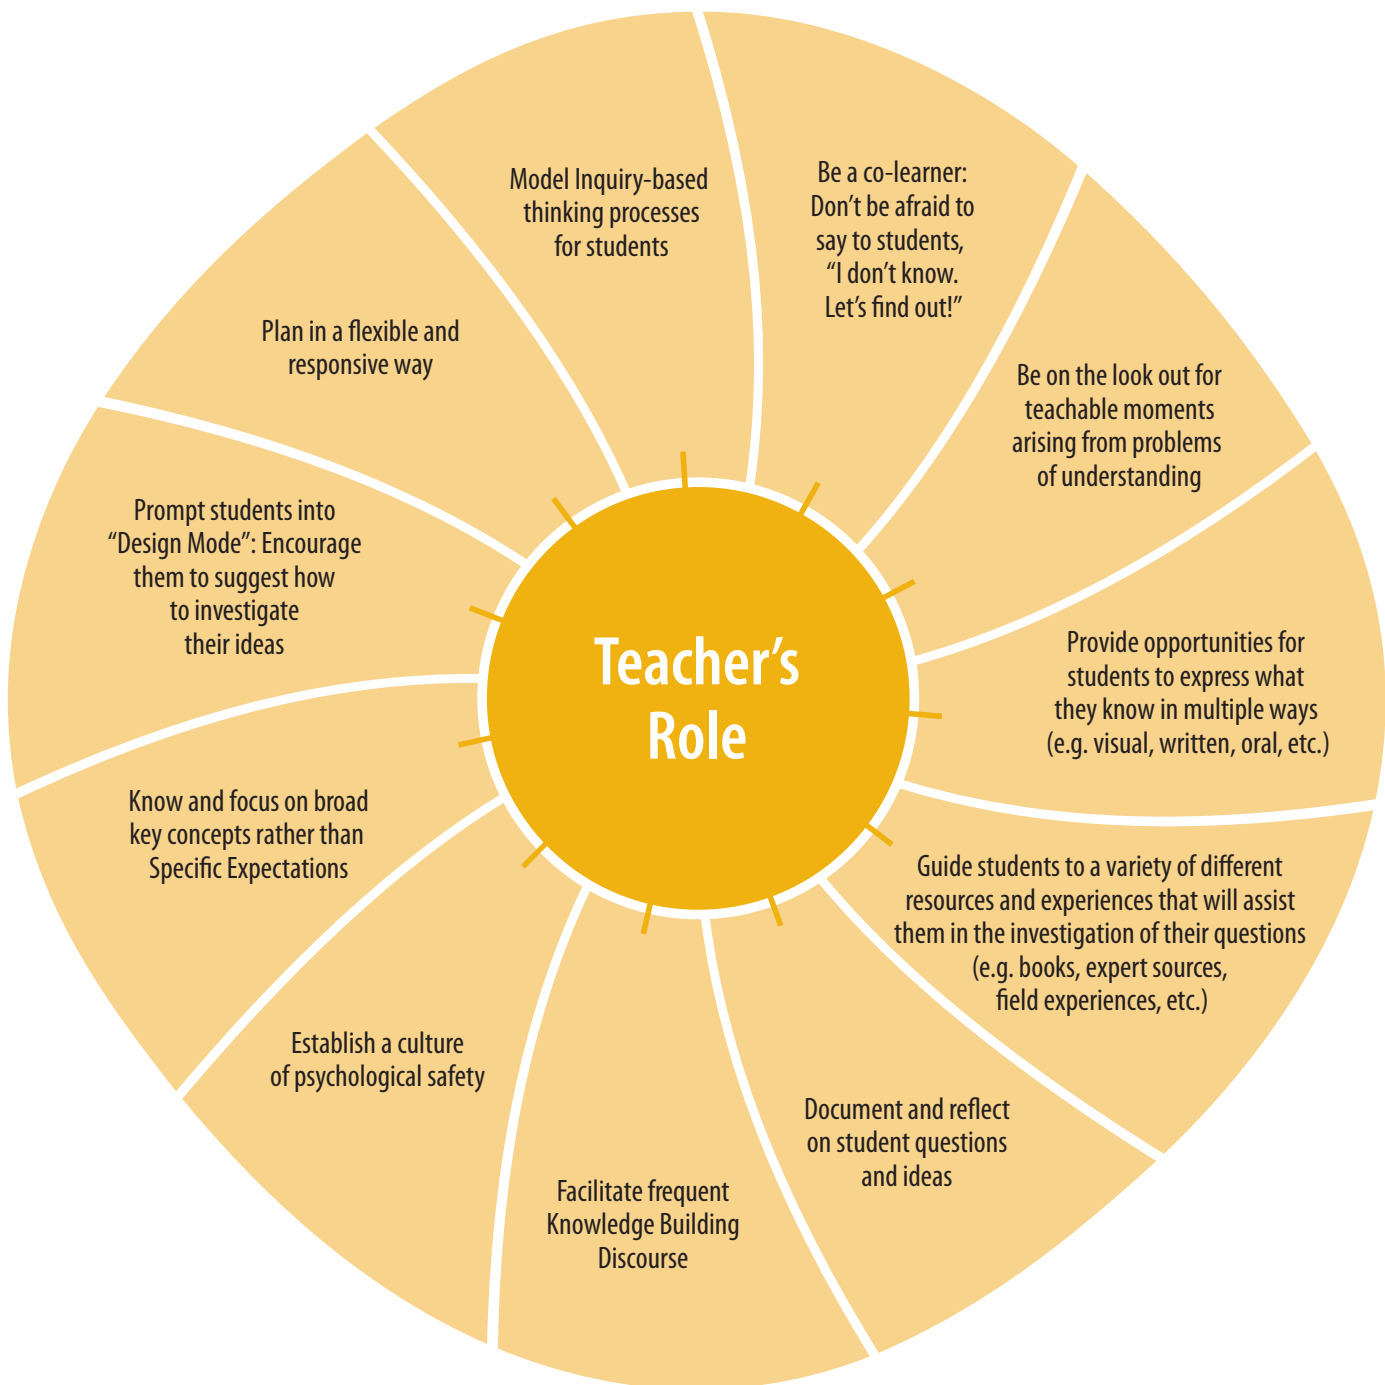 Teacher’s
Role
Model Inquiry-based
thinking processes
for students
Be a co-learner:
Don’t be afraid to
say to students,
“I don’t know.
Let’s find out!”
Be on the look out for
teachable moments
arising from problems
of understanding
Provide opportunities for
students to express what
they know in multiple ways
(e.g. visual, written, oral, etc.)
Guide students to a variety of different
resources and experiences that will assist
them in the investigation of their questions
(e.g. books, expert sources,
field experiences, etc.)
Document and reflect
on student questions
and ideas
Facilitate frequent
Knowledge Building
Discourse
Establish a culture
of psychological safety
Know and focus on broad
key concepts rather than
Specific Expectations
Prompt students into
“Design Mode”: Encourage
them to suggest how
to investigate
their ideas
Plan in a flexible and
responsive way